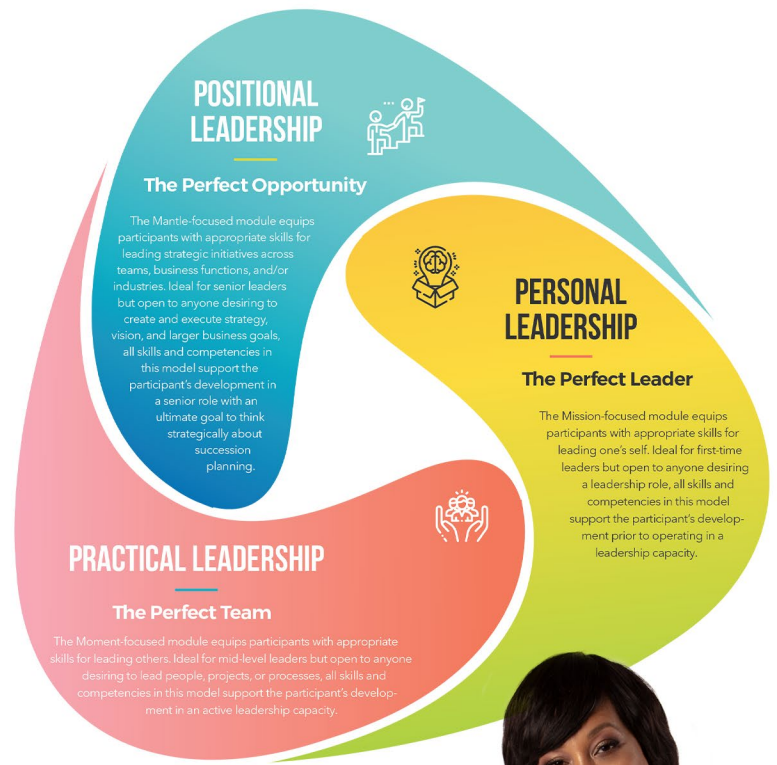 POSITIONAL
LEADERSHIP
The Perfect Opportunity
The Mantle-focused module equips
participants with appropriate skills for
leading strategic initiatives across
teams, business functions, and/or
industries. Ideal for senior leaders
but open to anyone desiring to
create and execute strategy,
vision, and larger business goals,
all skills and competencies in
this model support the
participant's development in
a senior role with an
ultimate goal to think
strategically about
succession
planning.
PERSONAL
LEADERSHIP
The Perfect Leader
The Mission-focused module equips
participants with appropriate skills for
leading one's self. Ideal for first-time
leaders but open to anyone desiring
a leadership role, all skills and
competencies in this model
support the participant's develop-
ment prior to operating in a
leadership capacity.
PRACTICAL LEADERSHIP
The Perfect Team
The Moment-focused module equips participants with appropriate
skills for leading others. Ideal for mid-level leaders but open to anyone
desiring to lead people, projects, or processes, all skills and
competencies in this model support the participant's develop-
ment in an active leadership capacity.